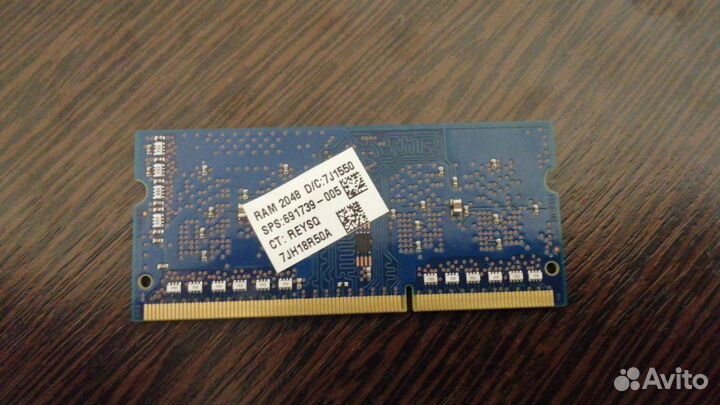 RAM 2048 D/C:7J1550
SPS:691739-005
CT: REYSQ
7JH18R50A
Avito